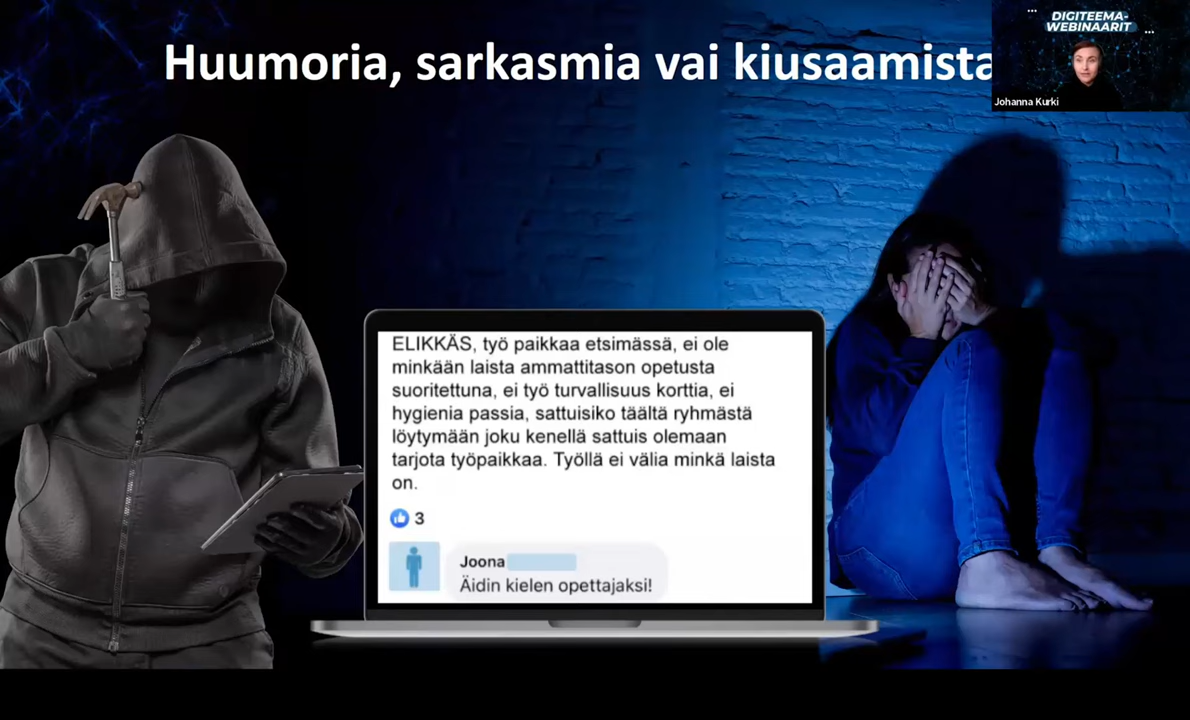 Huumoria, sarkasmia vai kiusaamista
DIGITEEMA-
WEBINAARIT
Johanna Kurki
ELIKKÄS, työ paikkaa etsimässä, ei ole
minkään laista ammattitason opetusta
suoritettuna, ei työ turvallisuus korttia, ei
hygienia passia, sattuisiko täältä ryhmästä
löytymään joku kenellä sattuis olemaan
tarjota työpaikkaa. Työllä ei välia minkä laista
on.
3
Joona
Äidin kielen opettajaksi!